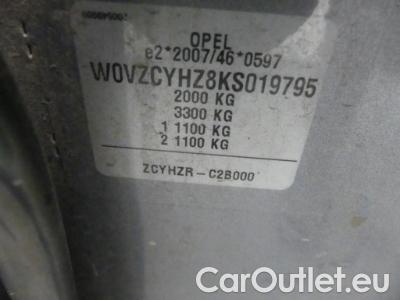 OPEL
e2*2007/46*0597
W0VZCYHZ8KS019795
2000 KG
3300 KG
1 1100 KG
2 1100 KG
ZCYHZR-C2B000
CarOutlet.eu